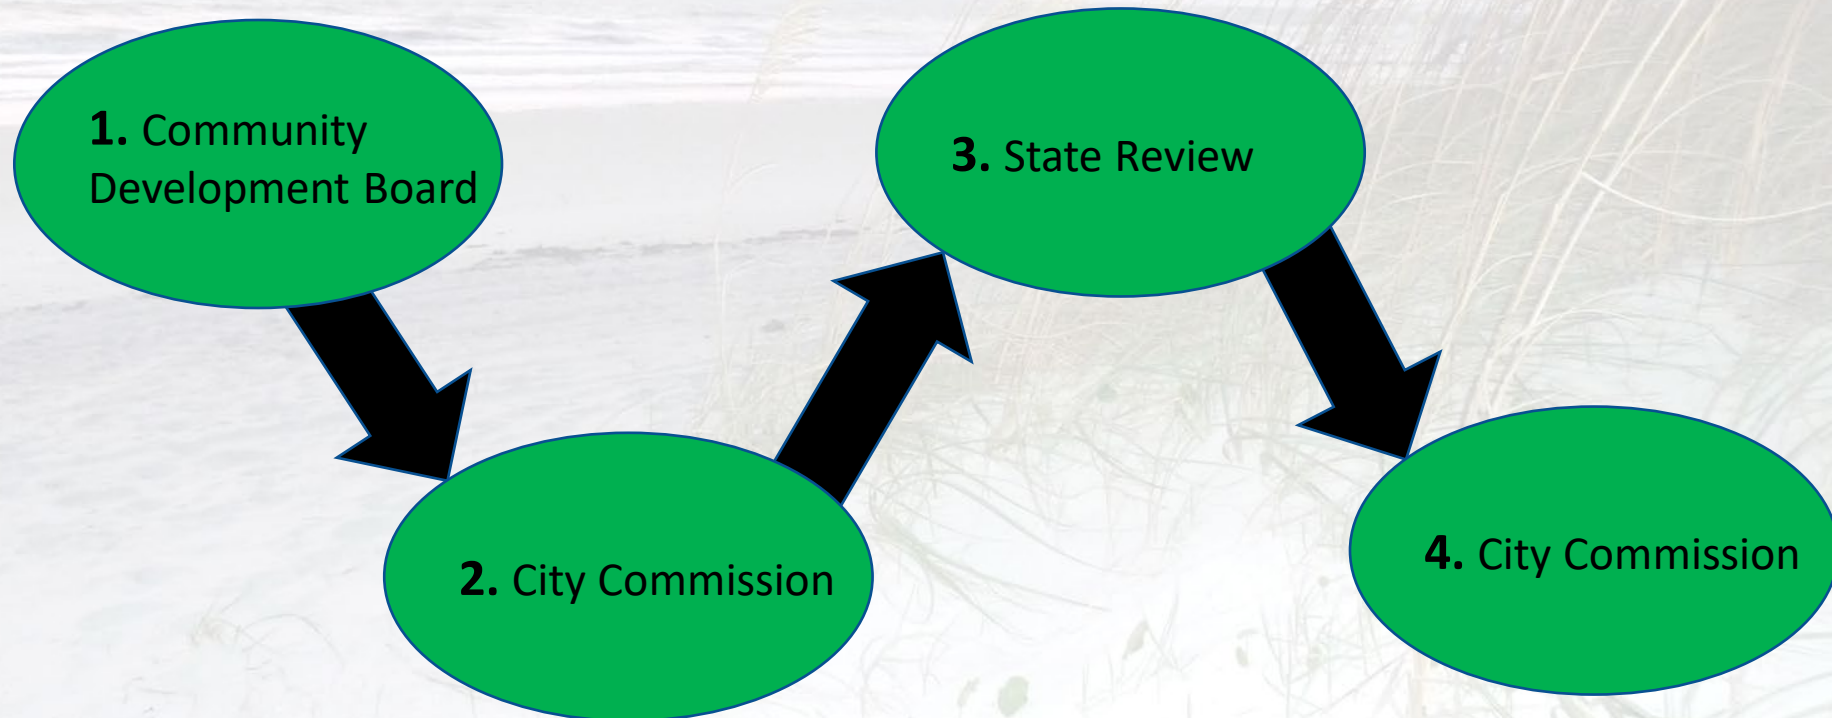 1. Community
Development Board
2. City Commission
3. State Review
4. City Commission